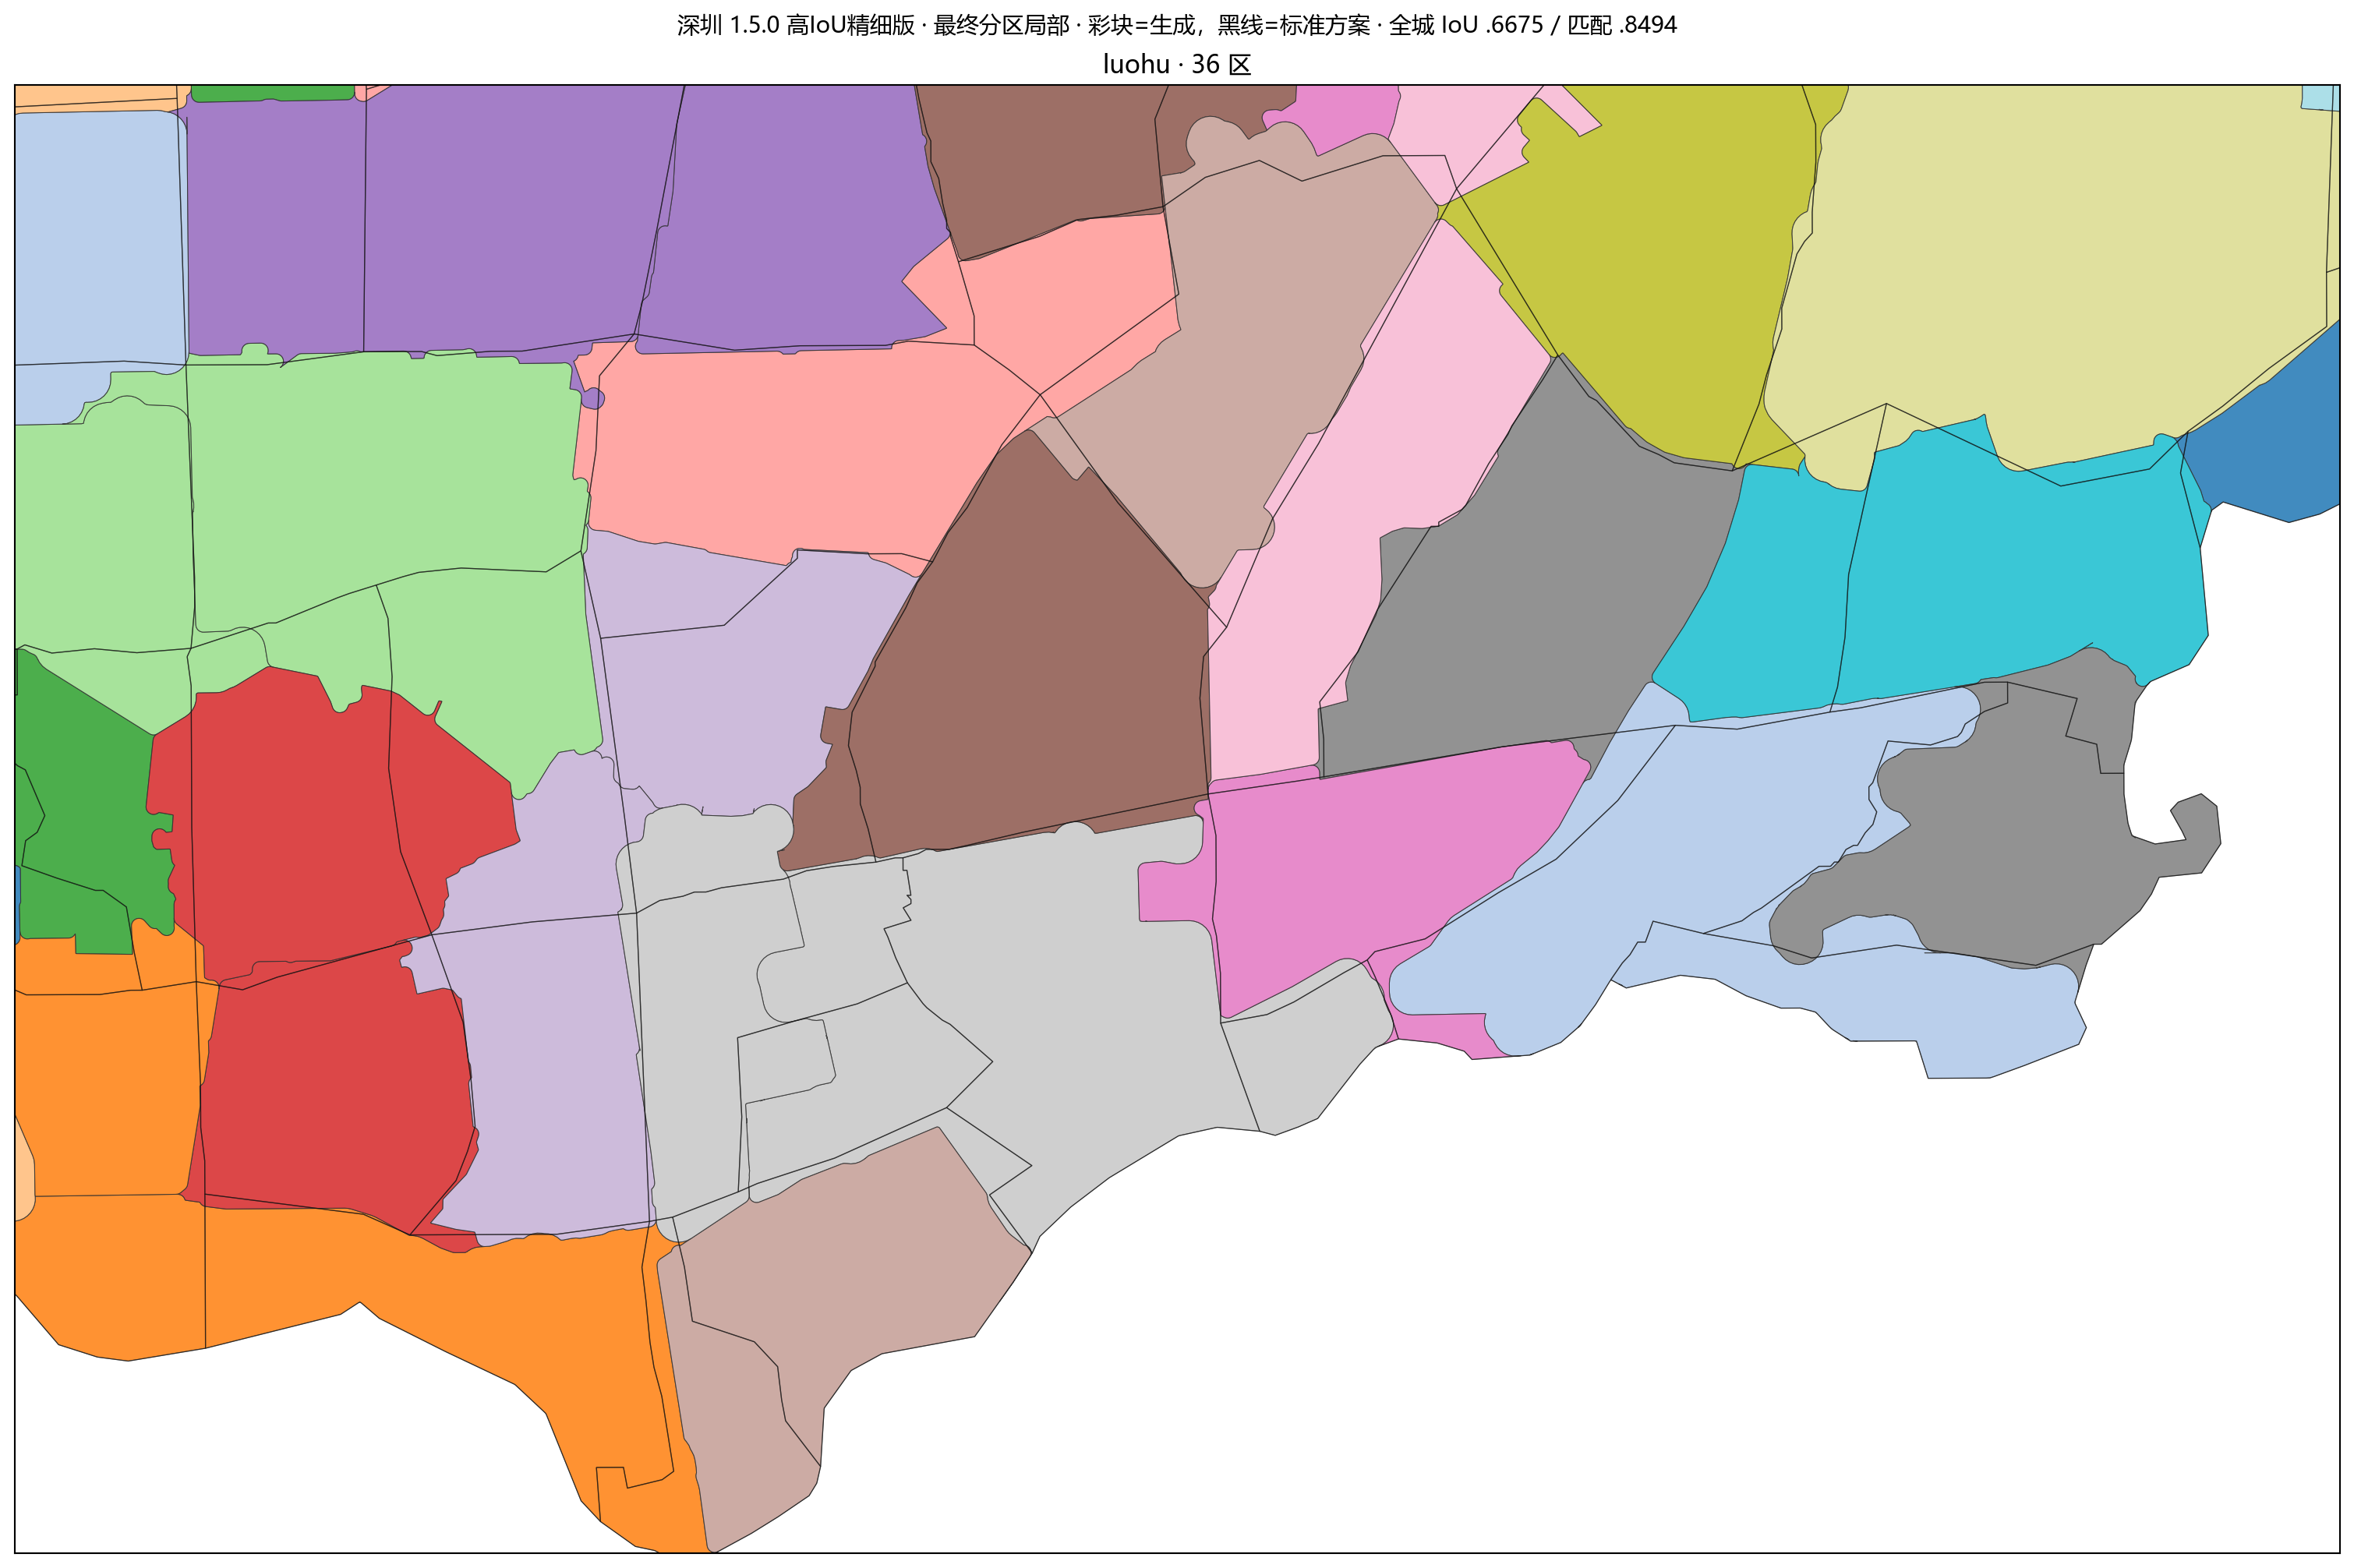 深圳 1.5.0 高IoU精细版 · 最终分区局部 · 彩块=生成，黑线=标准方案 · 全城 IoU .6675 / 匹配 .8494
luohu · 36 区